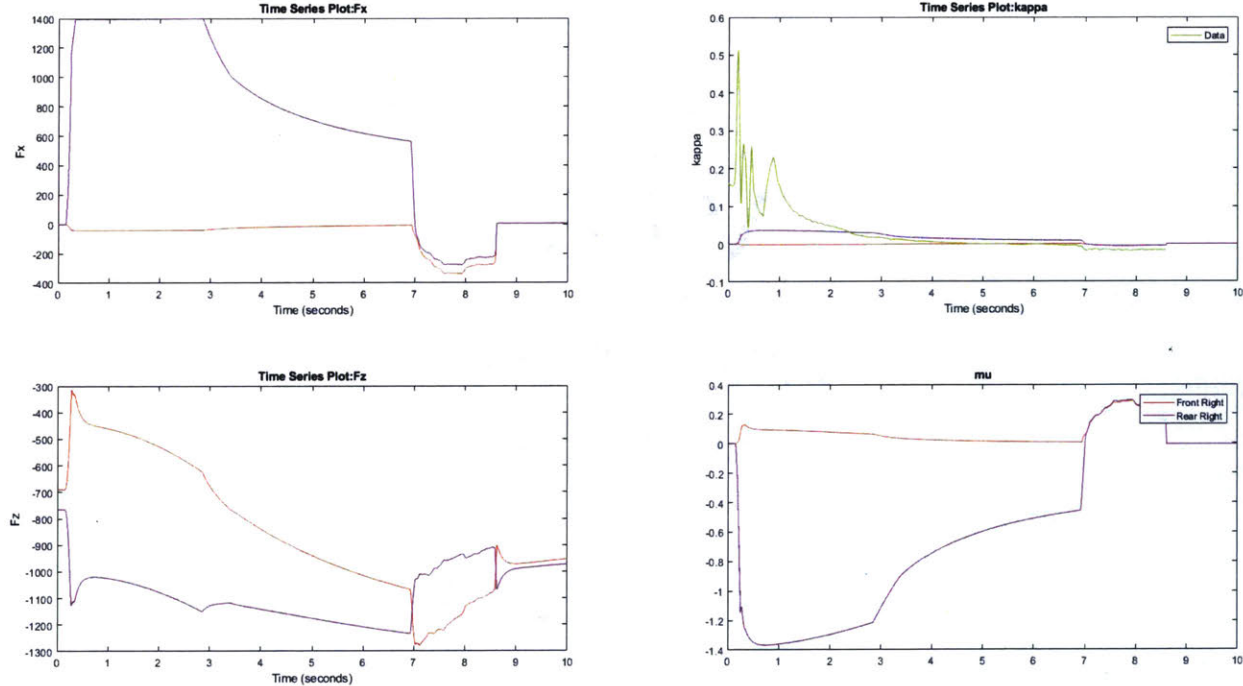 Time Series Plot:Fx
1400
1200
1000
800
600
400
200
0
-200
-400
Fx
0 1 2 3 4 5 6 7 8 9 10
Time (seconds)
Time Series Plot:kappa
Data
0.6
0.5
0.4
0.3
0.2
0.1
0
-0.1
kappa
0 1 2 3 4 5 6 7 8 9 10
Time (seconds)
Time Series Plot:Fz
-300
-400
-500
-600
-700
-800
-900
-1000
-1100
-1200
-1300
Fz
0 1 2 3 4 5 6 7 8 9 10
Time (seconds)
mu
Front Right
Rear Right
0.4
0.2
0
-0.2
-0.4
-0.6
-0.8
-1
-1.2
-1.4
0 1 2 3 4 5 6 7 8 9 10